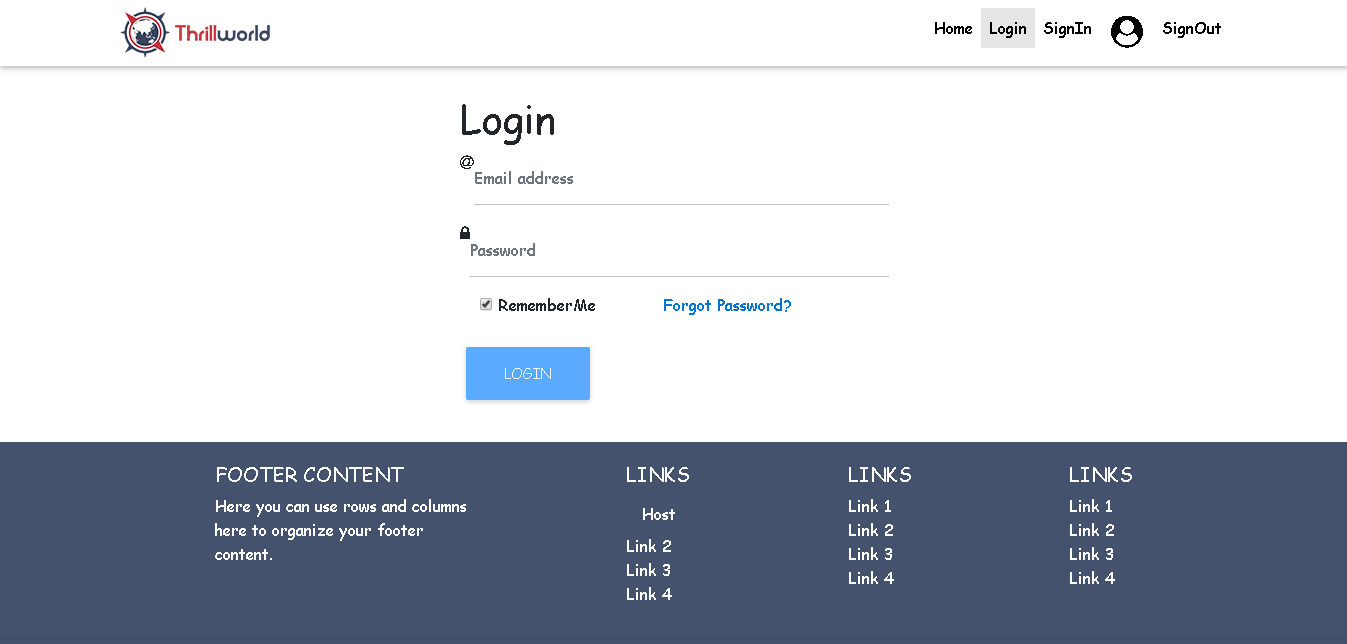 Thrillworld
Home Login SignIn SignOut
Login
@
Email address
Password
RememberMe Forgot Password?
LOGIN
FOOTER CONTENT
Here you can use rows and columns
here to organize your footer
content.
LINKS
Host
Link 2
Link 3
Link 4
LINKS
Link 1
Link 2
Link 3
Link 4
LINKS
Link 1
Link 2
Link 3
Link 4